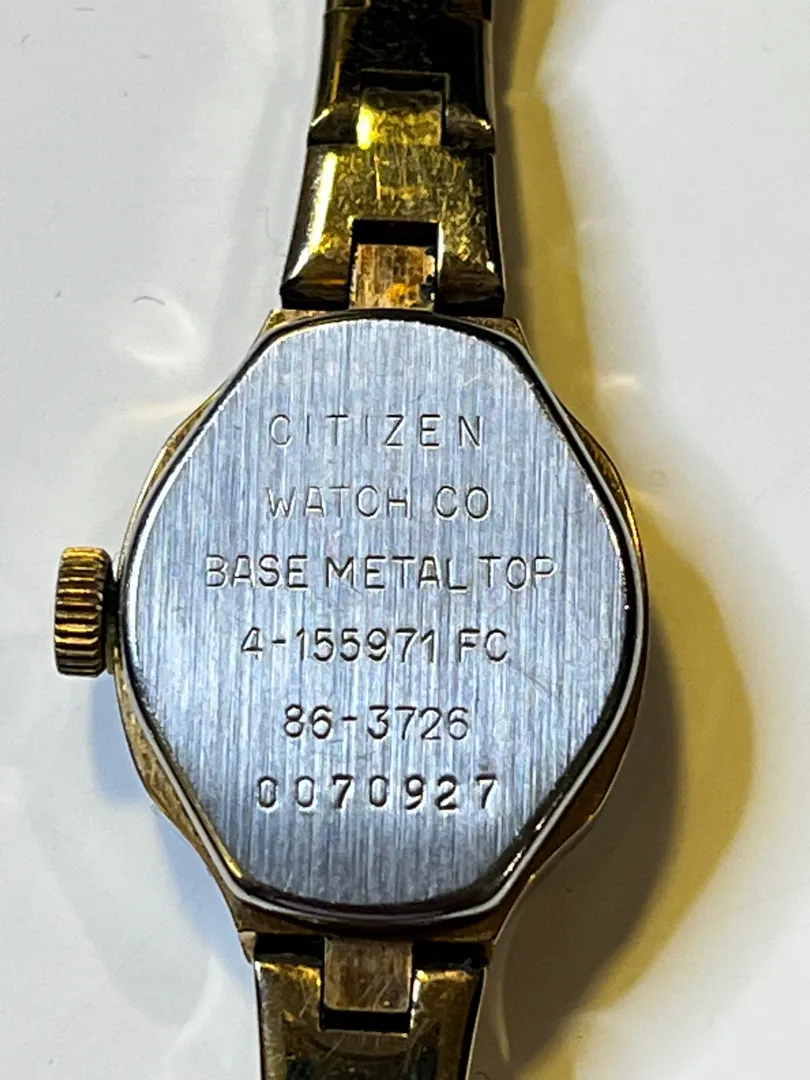 CITIZEN
WATCH CO
BASE METAL TOP
4-155971 FC
86-3726
0070927